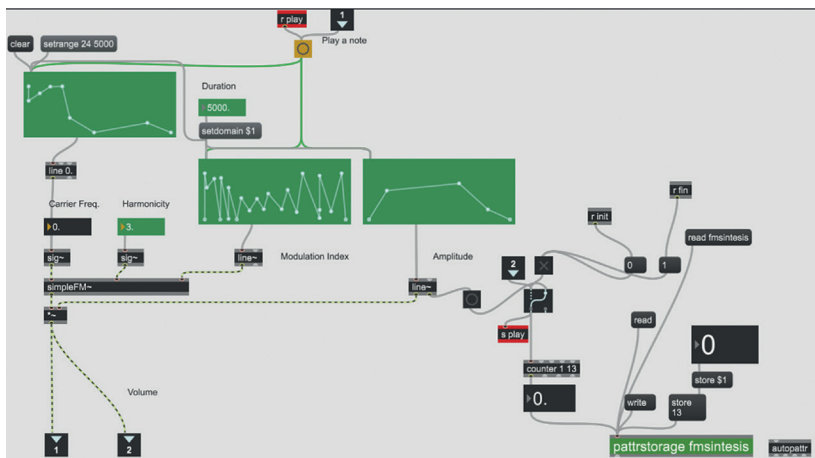 r play
1
Play a note
clear
setrange 24 5000
Duration
5000.
setdomain $1
line 0.
Carrier Freq.
Harmonicity
0.
3.
sig~
sig~
line~
Modulation Index
Amplitude
simpleFM~
line~
*~
Volume
1
2
r fin
r init
read fmsintesis
0
1
2
s play
read
counter 1 13
0.
0
store $1
write
store
13
pattrstorage fmsintesis
autopattr